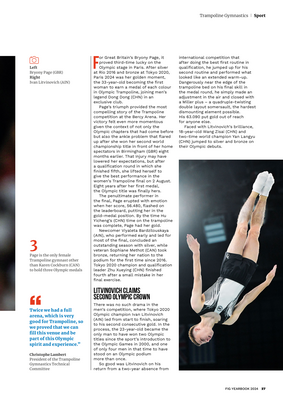 Trampoline Gymnastics / Sport
Left
Bryony Page (GBR)
Right
Ivan Litvinovich (AIN)
For Great Britain's Bryony Page, it
proved third-time lucky on the
Olympic stage in Paris. After silver
at Rio 2016 and bronze at Tokyo 2020,
Paris 2024 was her golden moment,
the 33-year-old becoming the first
woman to earn a medal of each colour
in Olympic Trampoline, joining men's
legend Dong Dong (CHN) in an
exclusive club.
Page's triumph provided the most
compelling story of the Trampoline
competition at the Bercy Arena. Her
victory felt even more momentous
given the context of not only the
Olympic chapters that had come before
but also the ankle problem that flared
up after she won her second world
championship title in front of her home
spectators in Birmingham (GBR) eight
months earlier. That injury may have
lowered her expectations, but after
a qualification round in which she
finished fifth, she lifted herself to
give the best performance in the
women's Trampoline final on 2 August.
Eight years after her first medal,
the Olympic title was finally hers.
The penultimate performer in
the final, Page erupted with emotion
when her score, 56.480, flashed on
the leaderboard, putting her in the
gold-medal position. By the time Hu
Yicheng's (CHN) time on the trampoline
was complete, Page had her gold.
Newcomer Viyaleta Bardzilouskaya
(AIN), who performed early and led for
most of the final, concluded an
outstanding season with silver, while
veteran Sophiane Methot (CAN) took
bronze, returning her nation to the
podium for the first time since 2016.
Tokyo 2020 champion and qualification
leader Zhu Xueying (CHN) finished
fourth after a small mistake in her
final exercise.
LITVINOVICH CLAIMS
SECOND OLYMPIC CROWN
There was no such drama in the
men's competition, where Tokyo 2020
Olympic champion Ivan Litvinovich
(AIN) led from start to finish, soaring
to his second consecutive gold. In the
process, the 23-year-old became the
only man to have won two Olympic
titles since the sport's introduction to
the Olympic Games in 2000, and one
of only four men in that time to have
stood on an Olympic podium
more than once.
So good was Litvinovich on his
return from a two-year absence from
international competition that
after doing the best first routine in
qualification, he jumped up for his
second routine and performed what
looked like an extended warm-up.
Dangerously near the edge of the
trampoline bed on his final skill in
the medal round, he simply made an
adjustment in the air and closed with
a Miller plus – a quadruple-twisting
double layout somersault, the hardest
dismounting element possible.
His 63.090 put gold out of reach
for anyone else.
Faced with Litvinovich's brilliance,
18-year-old Wang Zisai (CHN) and
two-time world champion Yan Langyu
(CHN) jumped to silver and bronze on
their Olympic debuts.
3
Page is the only female
Trampoline gymnast other
than Karen Cockburn (CAN)
to hold three Olympic medals
“
Twice we had a full
arena, which is very
good for Trampoline, so
we proved that we can
fill this venue and be
part of this Olympic
spirit and experience."
Christophe Lambert
President of the Trampoline
Gymnastics Technical
Committee
FIG YEARBOOK 2024 67